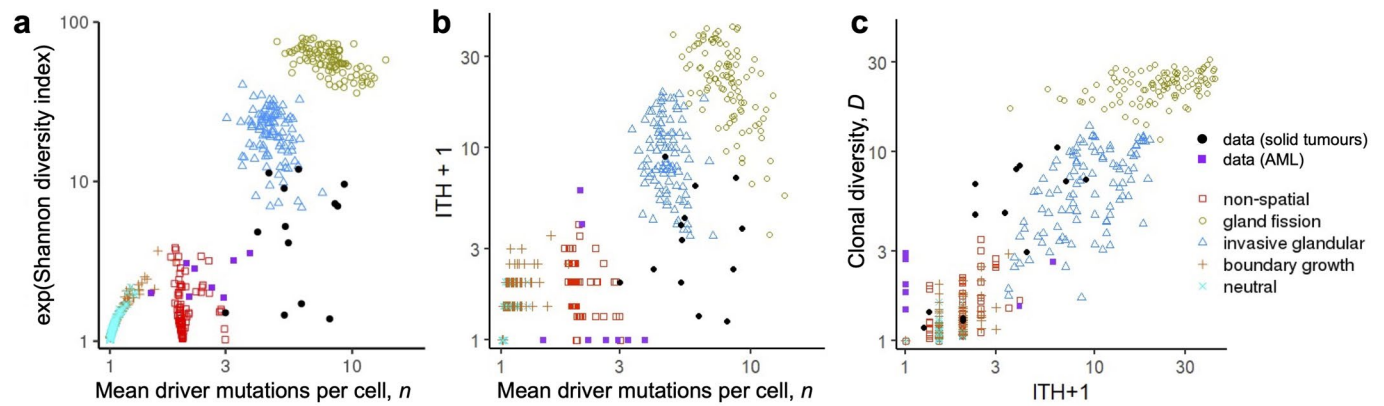 a
exp(Shannon diversity index)
100
10
1
1
3
10
Mean driver mutations per cell, n
b
ITH + 1
30
10
3
1
1
3
10
Mean driver mutations per cell, n
c
Clonal diversity, D
30
10
3
1
1
3
10
30
ITH+1
data (solid tumours)
data (AML)
non-spatial
gland fission
invasive glandular
boundary growth
neutral